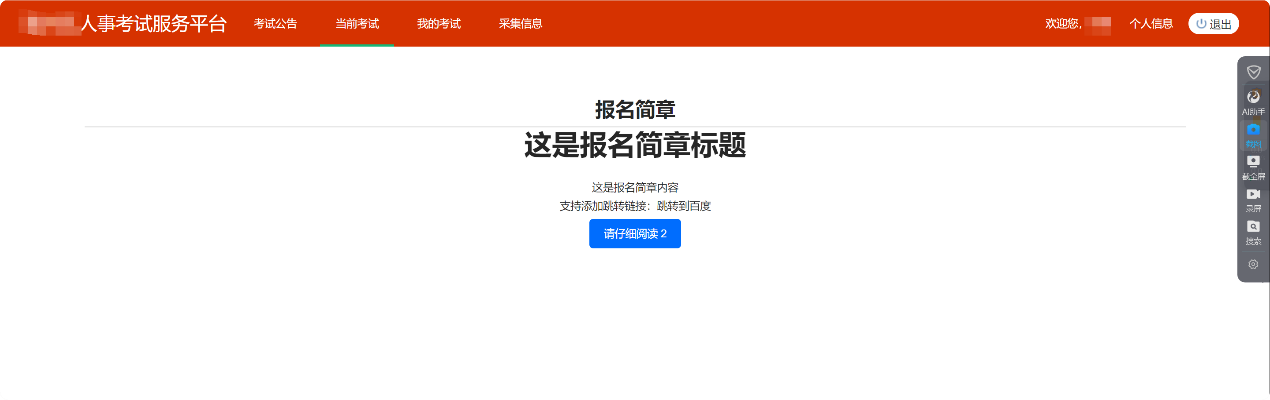 人事考试服务平台 考试公告 当前考试 我的考试 采集信息 欢迎您, 个人信息 退出
报名简章
这是报名简章标题
这是报名简章内容
支持添加跳转链接：跳转到百度
请仔细阅读 2
AI助手
截全屏
录屏
搜索